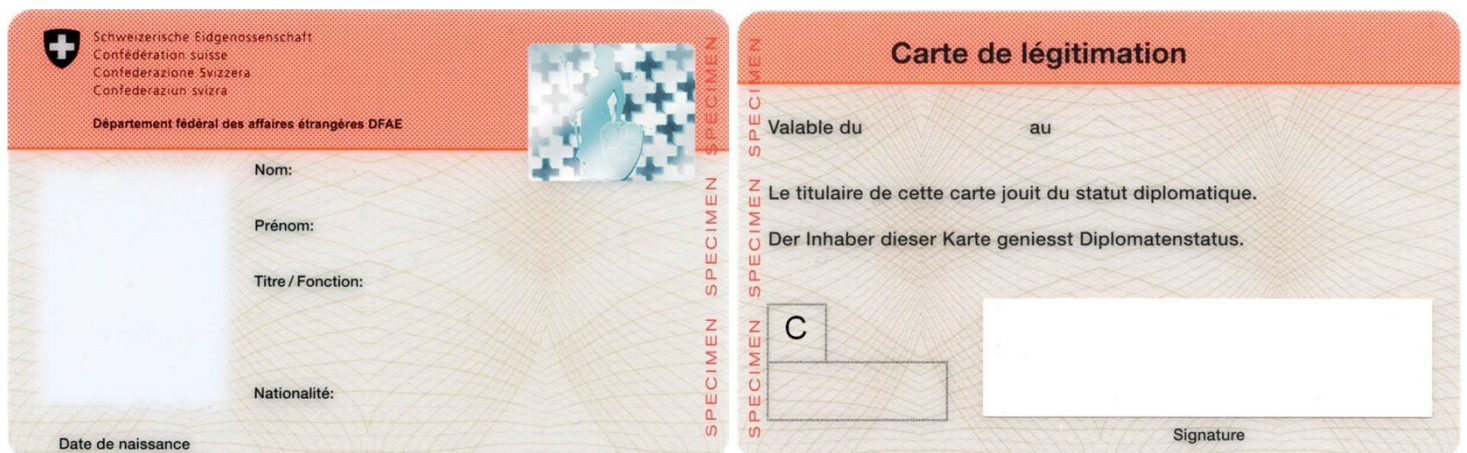 Schweizerische Eidgenossenschaft
Confédération suisse
Confederazione Svizzera
Confederaziun svizra
Département fédéral des affaires étrangères DFAE
Nom:
Prénom:
Titre / Fonction:
Nationalité:
Date de naissance
SPECIMEN SPECIMEN SPECIMEN
Carte de légitimation
Valable du au
Le titulaire de cette carte jouit du statut diplomatique.
Der Inhaber dieser Karte geniesst Diplomatenstatus.
C
Signature
SPECIMEN SPECIMEN SPECIMEN